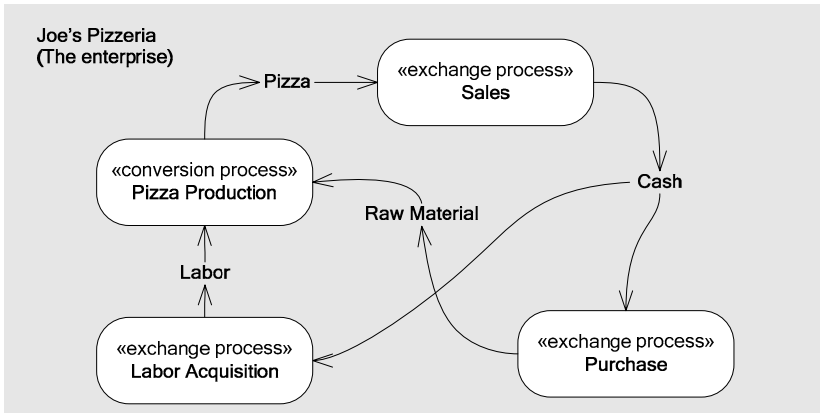 Joe's Pizzeria
(The enterprise)
Pizza
«exchange process»
Sales
«conversion process»
Pizza Production
Cash
Raw Material
Labor
«exchange process»
Labor Acquisition
«exchange process»
Purchase